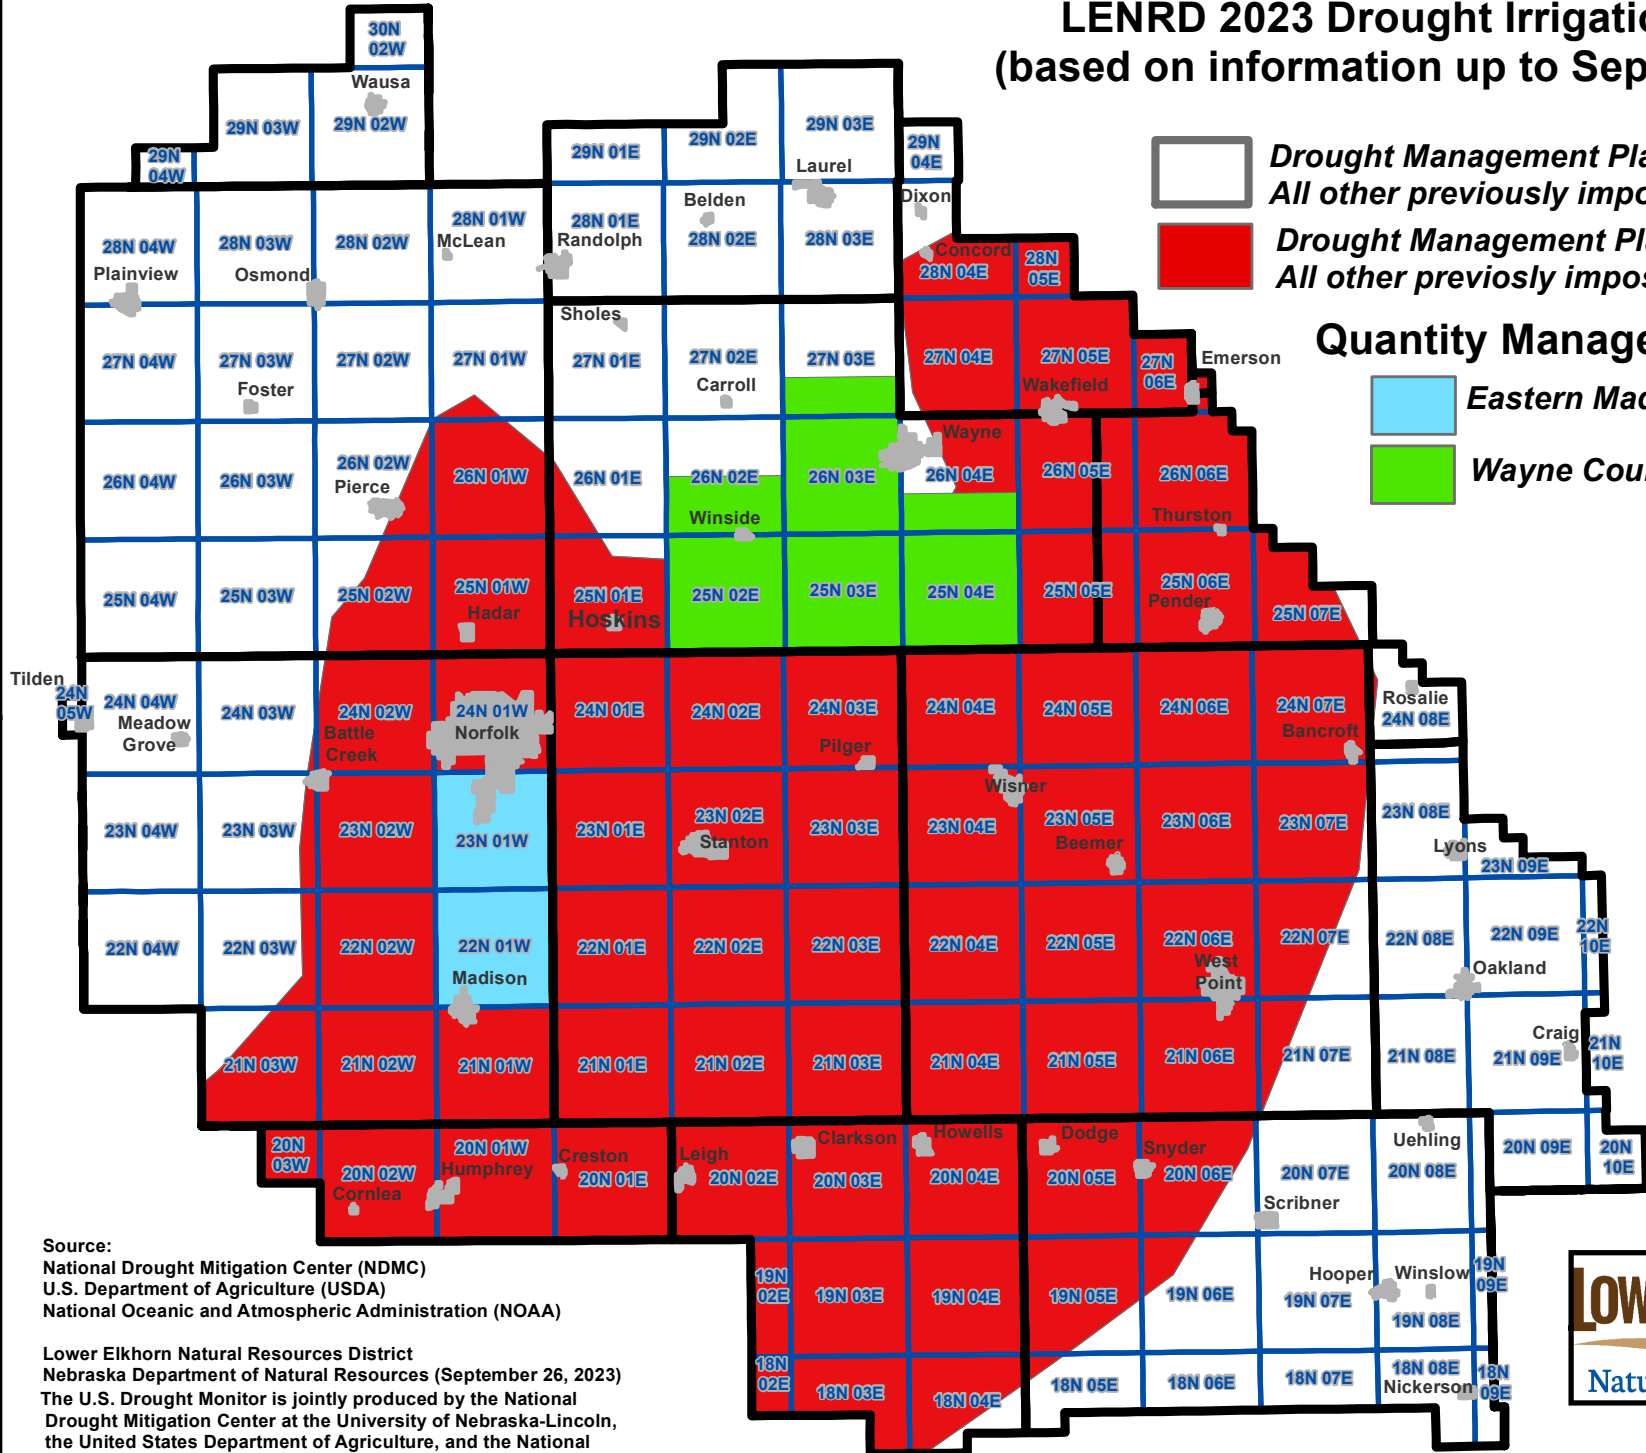 LENRD 2023 Drought Irrigatio
(based on information up to Sep
Drought Management Pla
All other previously impo
Drought Management Pl
All other previosly impos
Quantity Manage
Eastern Mad
Wayne Cou
30N
02W
Wausa
29N 03W
29N 02W
29N
04W
29N 01E
29N 02E
29N 03E
29N
04E
Laurel
Dixon
Belden
28N 04W
28N 03W
28N 02W
28N 01W
McLean
28N 01E
Randolph
28N 02E
28N 03E
Concord
28N 04E
28N
05E
Plainview
Osmond
Sholes
27N 04W
27N 03W
27N 02W
27N 01W
27N 01E
27N 02E
27N 03E
27N 04E
27N 05E
27N
06E
Emerson
Foster
Carroll
Wakefield
Wayne
26N 04W
26N 03W
26N 02W
Pierce
26N 01W
26N 01E
26N 02E
26N 03E
26N 04E
26N 05E
26N 06E
Winside
Thurston
25N 04W
25N 03W
25N 02W
25N 01W
Hadar
25N 01E
Hoskins
25N 02E
25N 03E
25N 04E
25N 05E
25N 06E
Pender
25N 07E
Tilden
24N
05W
24N 04W
Meadow
Grove
24N 03W
24N 02W
Battle
Creek
24N 01W
Norfolk
24N 01E
24N 02E
24N 03E
Pilger
24N 04E
24N 05E
24N 06E
24N 07E
Bancroft
Rosalie
24N 08E
23N 04W
23N 03W
23N 02W
23N 01W
23N 01E
23N 02E
Stanton
23N 03E
Wisner
23N 04E
23N 05E
Beemer
23N 06E
23N 07E
23N 08E
Lyons
23N 09E
22N 04W
22N 03W
22N 02W
22N 01W
Madison
22N 01E
22N 02E
22N 03E
22N 04E
22N 05E
22N 06E
West
Point
22N 07E
22N 08E
22N 09E
22N
10E
Oakland
21N 03W
21N 02W
21N 01W
21N 01E
21N 02E
21N 03E
21N 04E
21N 05E
21N 06E
21N 07E
21N 08E
Craig
21N 09E
21N
10E
20N
03W
20N 02W
Cornlea
20N 01W
Humphrey
Creston
20N 01E
Leigh
20N 02E
Clarkson
20N 03E
Howells
20N 04E
Dodge
20N 05E
Snyder
20N 06E
20N 07E
Scribner
Uehling
20N 08E
20N 09E
20N
10E
19N
02E
19N 03E
19N 04E
19N 05E
19N 06E
Hooper
19N 07E
Winslow
19N 08E
19N
09E
18N
02E
18N 03E
18N 04E
18N 05E
18N 06E
18N 07E
18N 08E
Nickerson
18N
09E
Source:
National Drought Mitigation Center (NDMC)
U.S. Department of Agriculture (USDA)
National Oceanic and Atmospheric Administration (NOAA)
Lower Elkhorn Natural Resources District
Nebraska Department of Natural Resources (September 26, 2023)
The U.S. Drought Monitor is jointly produced by the National
Drought Mitigation Center at the University of Nebraska-Lincoln,
the United States Department of Agriculture, and the National
LOW
Natu